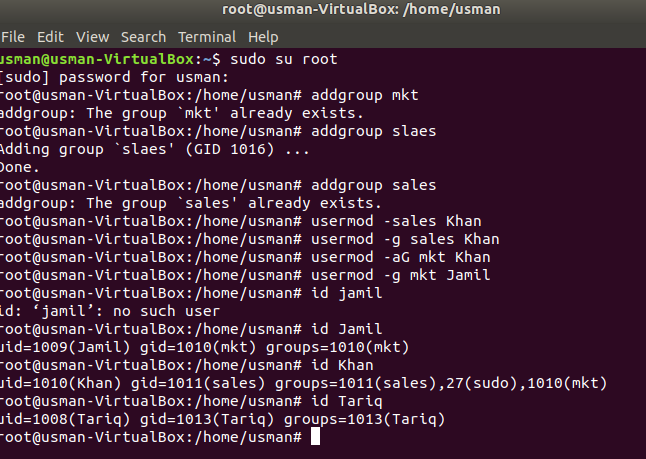 root@usman-VirtualBox: /home/usman
File Edit View Search Terminal Help
usman@usman-VirtualBox:~$ sudo su root
[sudo] password for usman:
root@usman-VirtualBox:/home/usman# addgroup mkt
addgroup: The group `mkt' already exists.
root@usman-VirtualBox:/home/usman# addgroup slaes
Adding group `slaes' (GID 1016) ...
Done.
root@usman-VirtualBox:/home/usman# addgroup sales
addgroup: The group `sales' already exists.
root@usman-VirtualBox:/home/usman# usermod -sales Khan
root@usman-VirtualBox:/home/usman# usermod -g sales Khan
root@usman-VirtualBox:/home/usman# usermod -aG mkt Khan
root@usman-VirtualBox:/home/usman# usermod -g mkt Jamil
root@usman-VirtualBox:/home/usman# id jamil
id: ‘jamil’: no such user
root@usman-VirtualBox:/home/usman# id Jamil
uid=1009(Jamil) gid=1010(mkt) groups=1010(mkt)
root@usman-VirtualBox:/home/usman# id Khan
uid=1010(Khan) gid=1011(sales) groups=1011(sales),27(sudo),1010(mkt)
root@usman-VirtualBox:/home/usman# id Tariq
uid=1008(Tariq) gid=1013(Tariq) groups=1013(Tariq)
root@usman-VirtualBox:/home/usman#